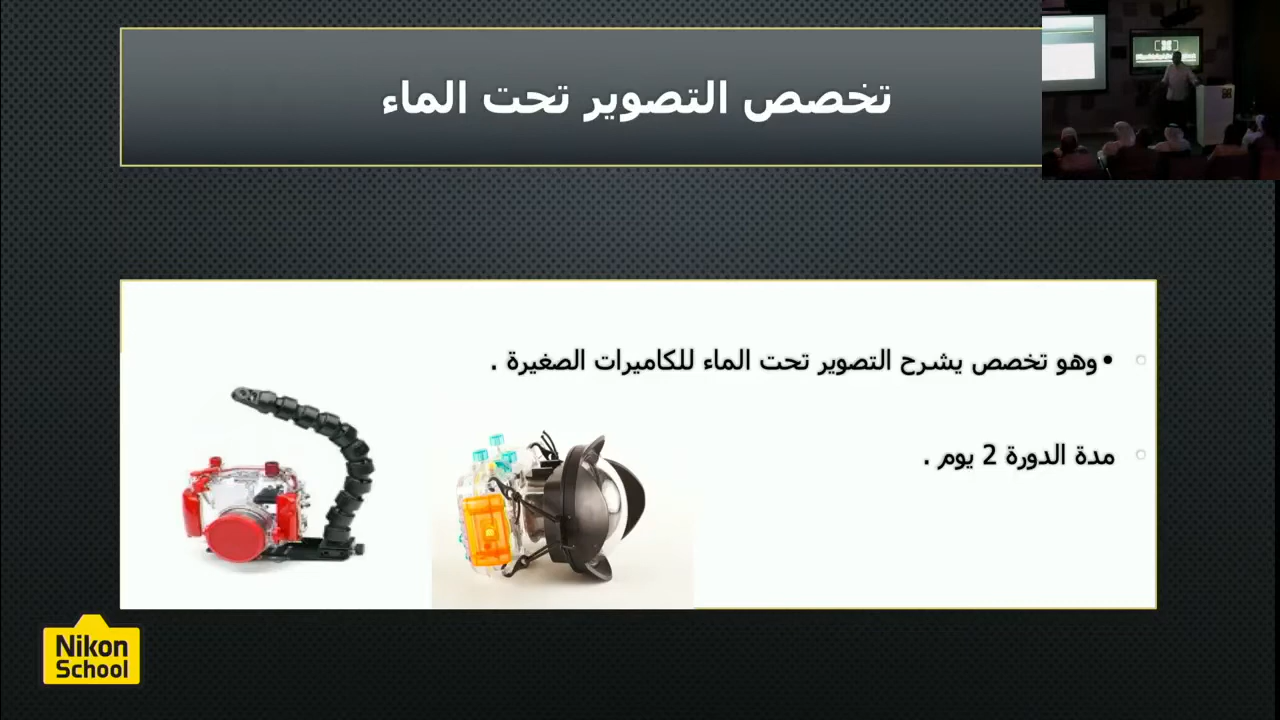 تخصص التصوير تحت الماء
• وهو تخصص يشرح التصوير تحت الماء للكاميرات الصغيرة .
مدة الدورة 2 يوم .
Nikon
School